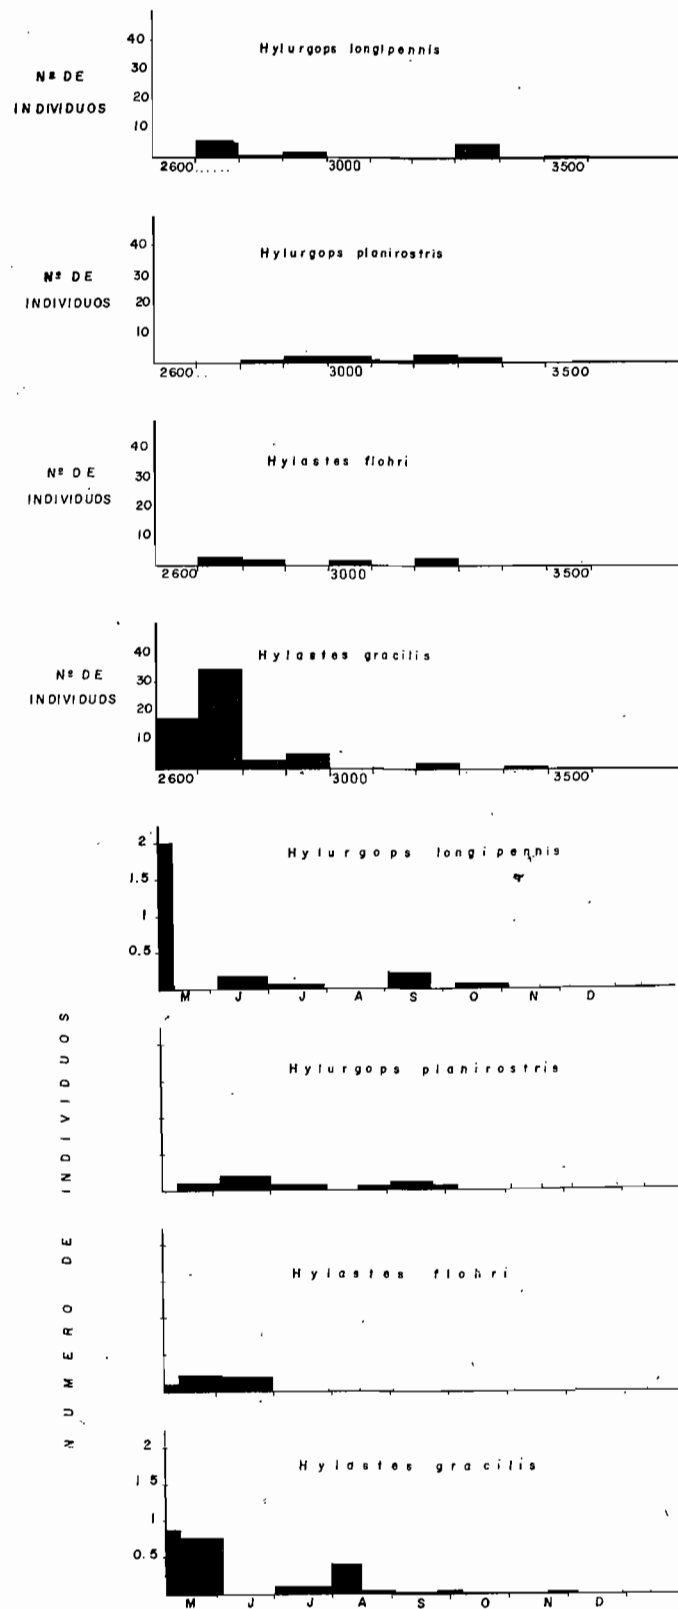 Hylurgops longipennis
Nº DE
INDIVIDUOS
40
30
20
10
2600...... 3000 3500
Hylurgops planirostris
Nº DE
INDIVIDUOS
40
30
20
10
2600.. 3000 3500
Hylastes flohri
Nº DE
INDIVIDUOS
40
30
20
10
2600 3000 3500
Hylastes gracilis
Nº DE
INDIVIDUOS
40
30
20
10
2600 3000 3500
NUMERO DE INDIVIDUOS
Hylurgops longipennis
2
1.5
1
0.5
M J J A S O N D
Hylurgops planirostris
Hylastes flohri
Hylastes gracilis
2
1 5
1
0.5
M J J A S O N D